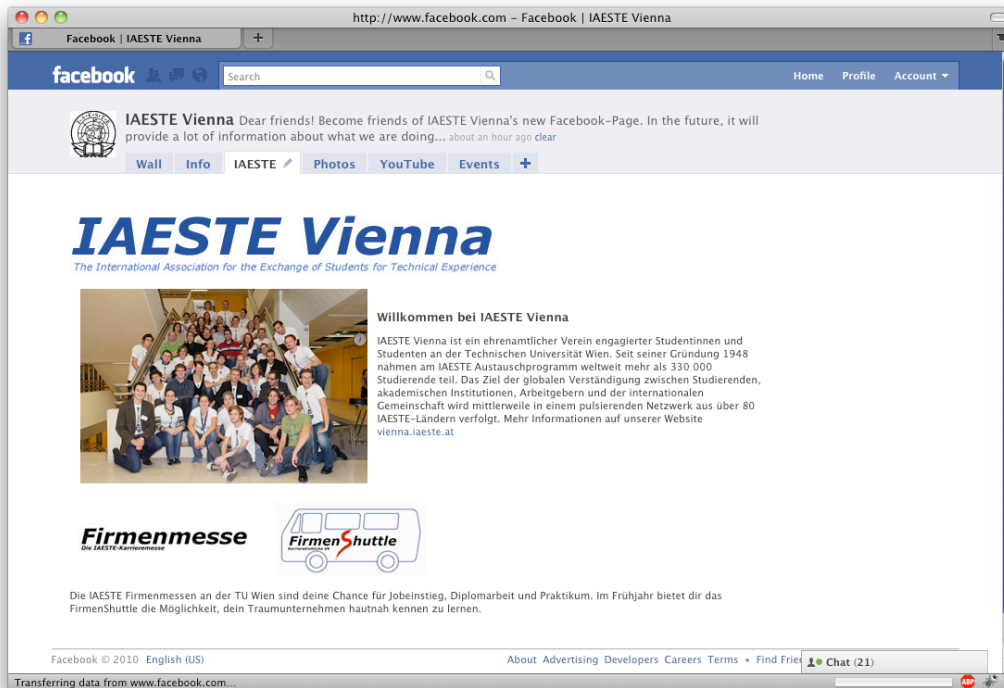 http://www.facebook.com – Facebook | IAESTE Vienna
Facebook | IAESTE Vienna
+
facebook
Search
Home Profile Account
IAESTE Vienna Dear friends! Become friends of IAESTE Vienna's new Facebook-Page. In the future, it will
provide a lot of information about what we are doing... about an hour ago clear
Wall Info IAESTE Photos YouTube Events +
IAESTE Vienna
The International Association for the Exchange of Students for Technical Experience
Willkommen bei IAESTE Vienna
IAESTE Vienna ist ein ehrenamtlicher Verein engagierter Studentinnen und
Studenten an der Technischen Universität Wien. Seit seiner Gründung 1948
nahmen am IAESTE Austauschprogramm weltweit mehr als 330 000
Studierende teil. Das Ziel der globalen Verständigung zwischen Studierenden,
akademischen Institutionen, Arbeitgebern und der internationalen
Gemeinschaft wird mittlerweile in einem pulsierenden Netzwerk aus über 80
IAESTE-Ländern verfolgt. Mehr Informationen auf unserer Website
vienna.iaeste.at
Firmenmesse
Die IAESTE-Karrieremesse
FirmenShuttle
Die IAESTE Firmenmessen an der TU Wien sind deine Chance für Jobeinstieg, Diplomarbeit und Praktikum. Im Frühjahr bietet dir das
FirmenShuttle die Möglichkeit, dein Traumunternehmen hautnah kennen zu lernen.
Facebook © 2010 English (US)
About Advertising Developers Careers Terms • Find Frie
Chat (21)
Transferring data from www.facebook.com...
ABP